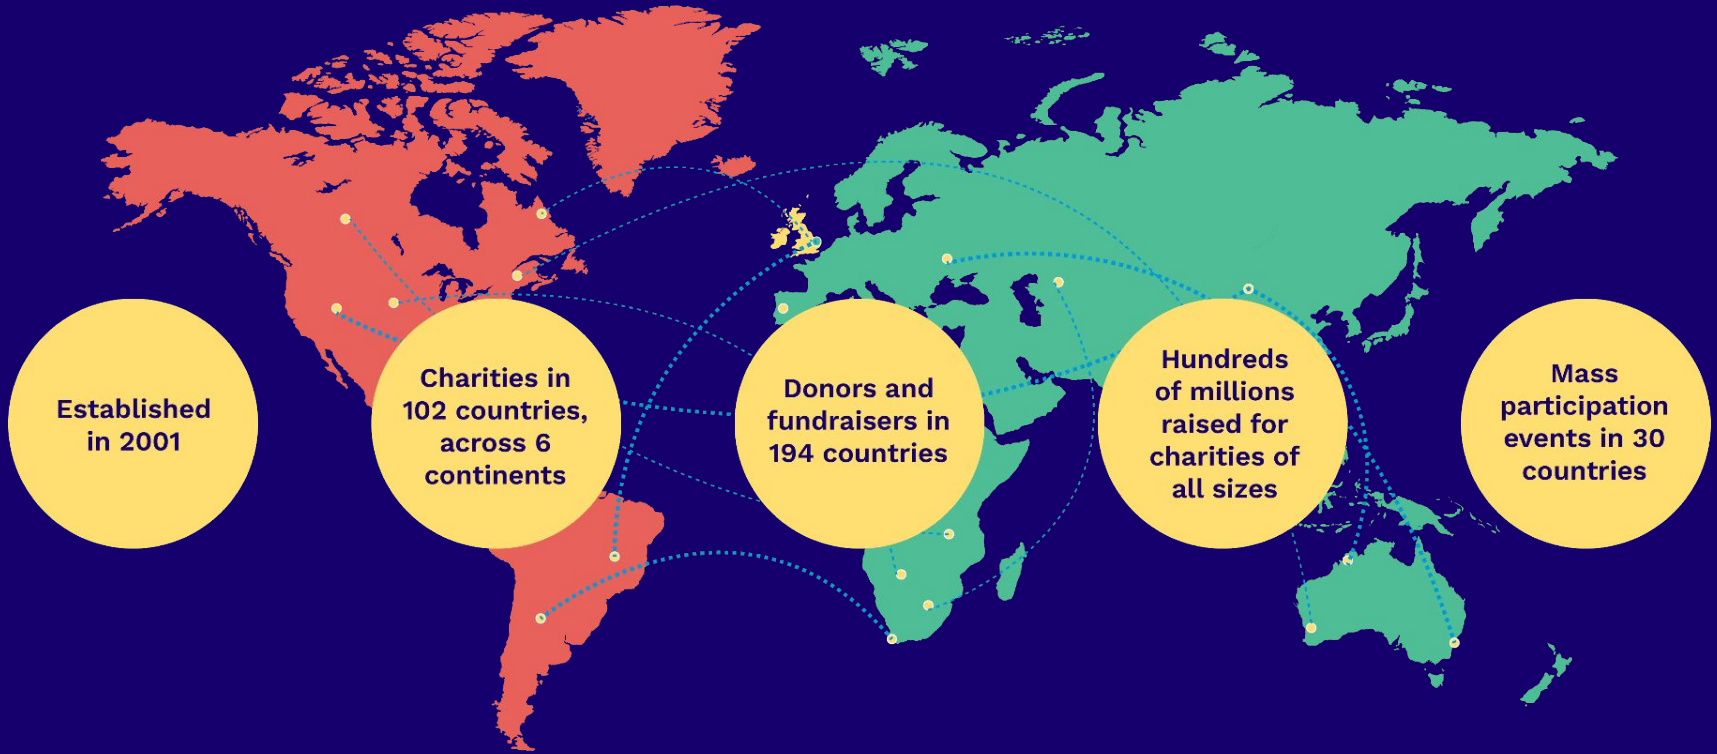 Established
in 2001
Charities in
102 countries,
across 6
continents
Donors and
fundraisers in
194 countries
Hundreds
of millions
raised for
charities of
all sizes
Mass
participation
events in 30
countries